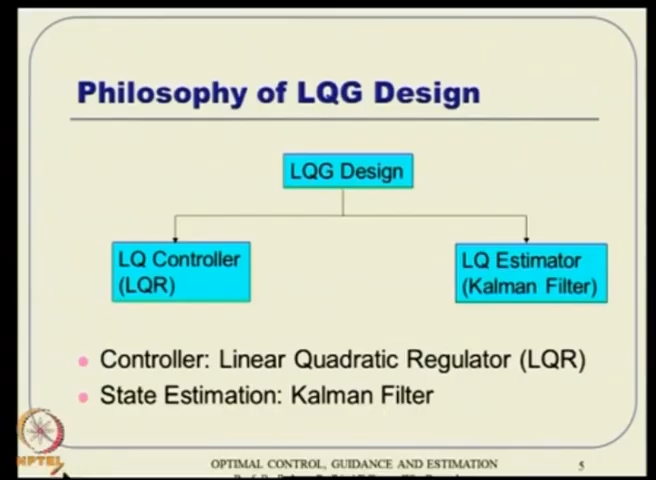 Philosophy of LQG Design
LQG Design
LQ Controller
(LQR)
LQ Estimator
(Kalman Filter)
Controller: Linear Quadratic Regulator (LQR)
State Estimation: Kalman Filter
NPTEL
OPTIMAL CONTROL, GUIDANCE AND ESTIMATION
5